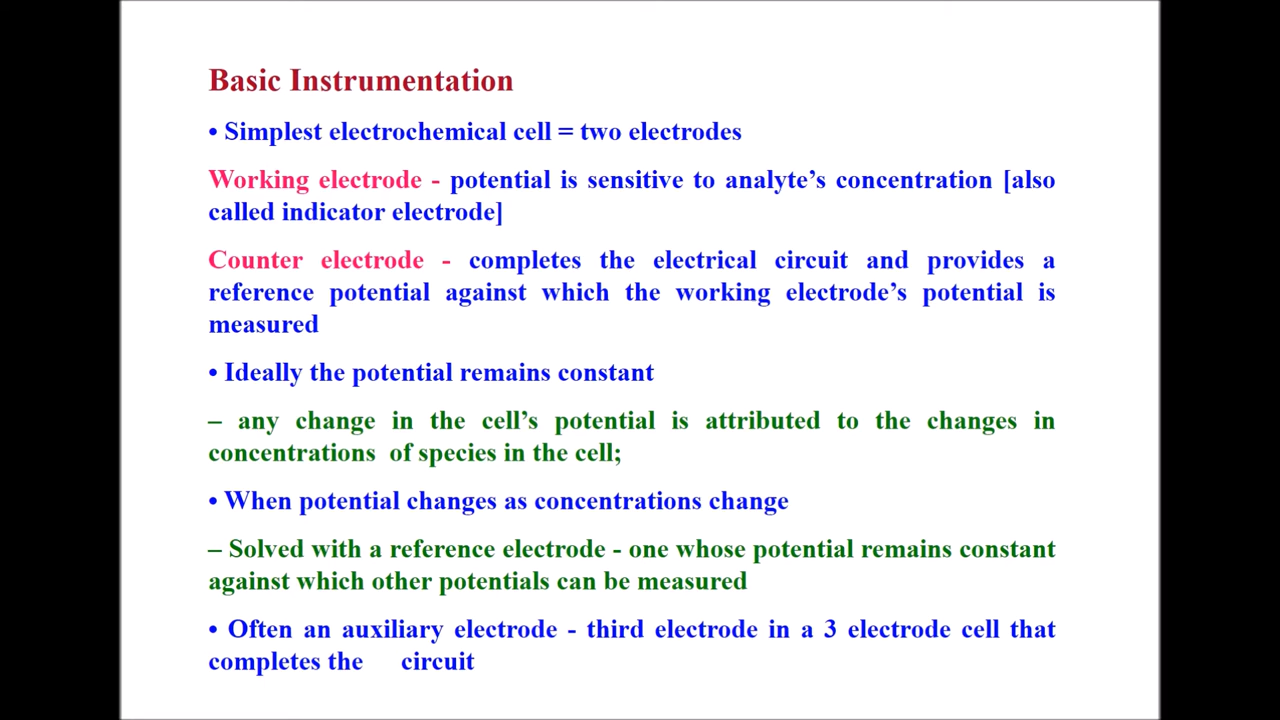 Basic Instrumentation
• Simplest electrochemical cell = two electrodes
Working electrode - potential is sensitive to analyte’s concentration [also
called indicator electrode]
Counter electrode - completes the electrical circuit and provides a
reference potential against which the working electrode’s potential is
measured
• Ideally the potential remains constant
– any change in the cell’s potential is attributed to the changes in
concentrations of species in the cell;
• When potential changes as concentrations change
– Solved with a reference electrode - one whose potential remains constant
against which other potentials can be measured
• Often an auxiliary electrode - third electrode in a 3 electrode cell that
completes the circuit